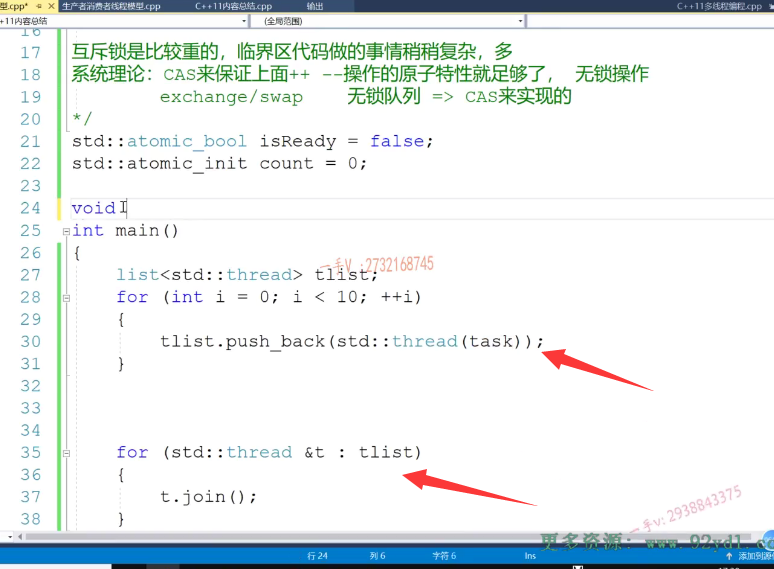 型.cpp* 生产者消费者线程模型.cpp C++11内容总结.cpp 输出 C++11多线程编程.cpp
+11内容总结 (全局范围)
16
17 互斥锁是比较重的，临界区代码做的事情稍稍复杂，多
18 系统理论：CAS来保证上面++ --操作的原子特性就足够了， 无锁操作
19 exchange/swap 无锁队列 => CAS来实现的
20 */
21 std::atomic_bool isReady = false;
22 std::atomic_init count = 0;
23
24 void
25 int main()
26 {
27 list<std::thread> tlist;
一手V :2732168745
28 for (int i = 0; i < 10; ++i)
29 {
30 tlist.push_back(std::thread(task));
31 }
32
33
34
35 for (std::thread &t : tlist)
36 {
37 t.join();
38 }
一手v: 2938843375
更多资源: www.92yd1.co
行 24 列 6 字符 6 Ins 添加到源